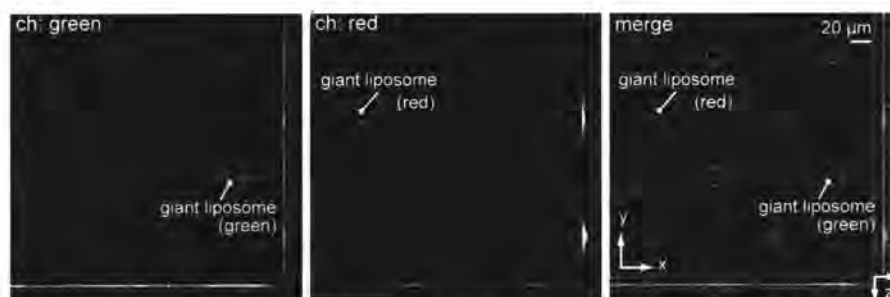 ch: green
giant liposome
(green)
ch: red
giant liposome
(red)
merge
20 µm
giant liposome
(red)
giant liposome
(green)
y
x
z